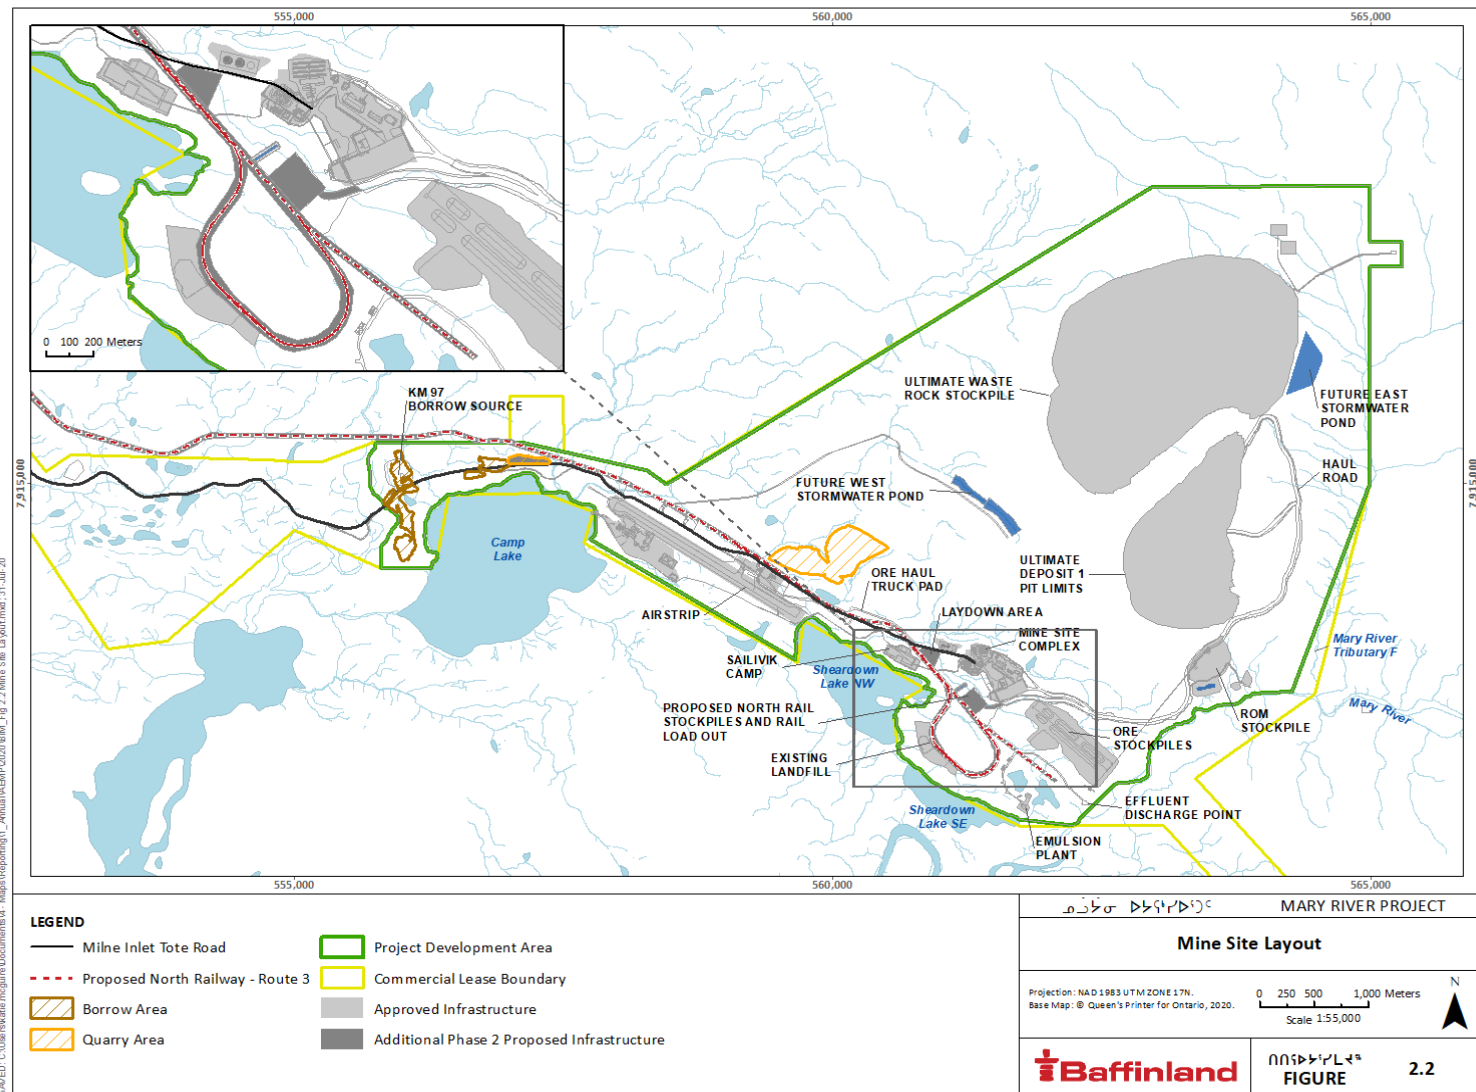 555,000
560,000
565,000
0 100 200 Meters
KM 97
BORROW SOURCE
ULTIMATE WASTE
ROCK STOCKPILE
FUTURE EAST
STORMWATER
POND
HAUL
ROAD
7,915,000
7,915,000
FUTURE WEST
STORMWATER POND
Camp
Lake
ULTIMATE
DEPOSIT 1
PIT LIMITS
ORE HAUL
TRUCK PAD
AIRSTRIP
LAYDOWN AREA
MINE SITE
COMPLEX
Mary River
Tributary F
SAILIVIK
CAMP
Sheardown
Lake NW
PROPOSED NORTH RAIL
STOCKPILES AND RAIL
LOAD OUT
Mary River
ROM
STOCKPILE
ORE
STOCKPILES
EXISTING
LANDFILL
EFFLUENT
DISCHARGE POINT
Sheardown
Lake SE
EMULSION
PLANT
555,000
560,000
565,000
LEGEND
Milne Inlet Tote Road
Proposed North Railway - Route 3
Borrow Area
Quarry Area
Project Development Area
Commercial Lease Boundary
Approved Infrastructure
Additional Phase 2 Proposed Infrastructure
MARY RIVER PROJECT
Mine Site Layout
Projection: NAD 1983 UTM ZONE 17N.
Base Map: © Queen's Printer for Ontario, 2020.
0 250 500 1,000 Meters
Scale 1:55,000
N
Baffinland
FIGURE
2.2